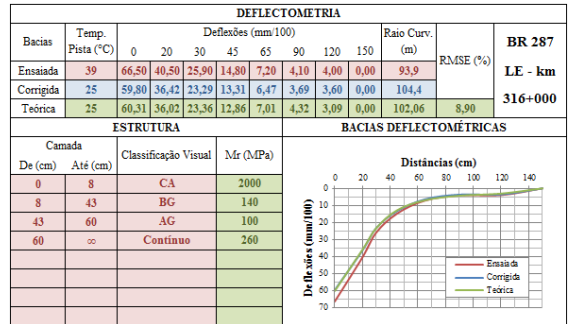 DEFLECTOMETRIA
Bacias Temp. Pista (°C) Deflexões (mm/100) Raio Curv. (m) RMSE (%) BR 287 LE - km 316+000
0 20 30 45 65 90 120 150
Ensaiada 39 66,50 40,50 25,90 14,80 7,20 4,10 4,00 0,00 93,9
Corrigida 25 59,80 36,42 23,29 13,31 6,47 3,69 3,60 0,00 104,4
Teórica 25 60,31 36,02 23,36 12,86 7,01 4,32 3,09 0,00 102,06 8,90
ESTRUTURA
Camada Classificação Visual Mr (MPa)
De (cm) Até (cm)
0 8 CA 2000
8 43 BG 140
43 60 AG 100
60 ∞ Contínuo 260
BACIAS DEFLECTOMÉTRICAS
Distâncias (cm)
0 20 40 60 80 100 120 140
Deflexões (mm/100)
0
10
20
30
40
50
60
70
Ensaiada
Corrigida
Teórica